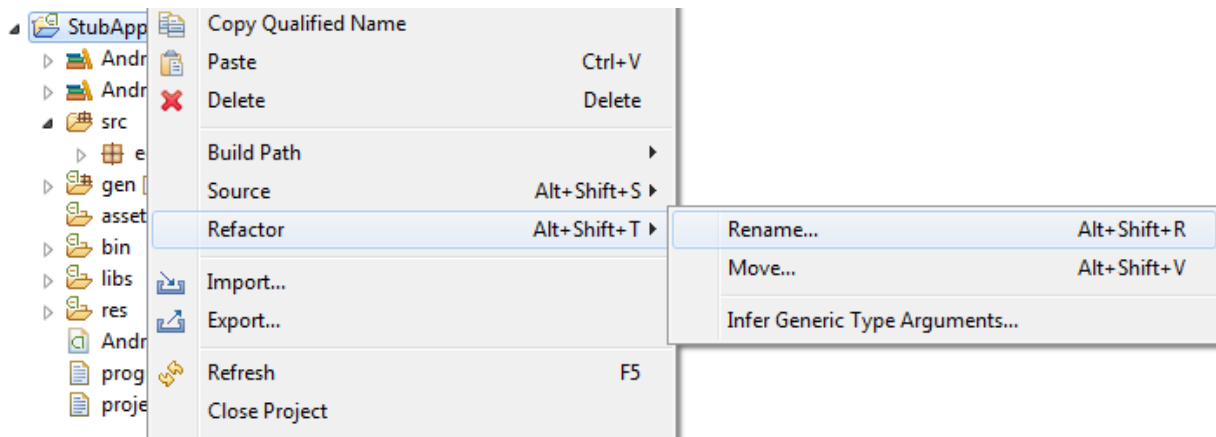 StubApp
Andr
Andr
src
e
gen [
asset
bin
libs
res
Andr
prog
proje
Copy Qualified Name
Paste Ctrl+V
Delete Delete
Build Path
Source Alt+Shift+S
Refactor Alt+Shift+T
Import...
Export...
Refresh F5
Close Project
Rename... Alt+Shift+R
Move... Alt+Shift+V
Infer Generic Type Arguments...